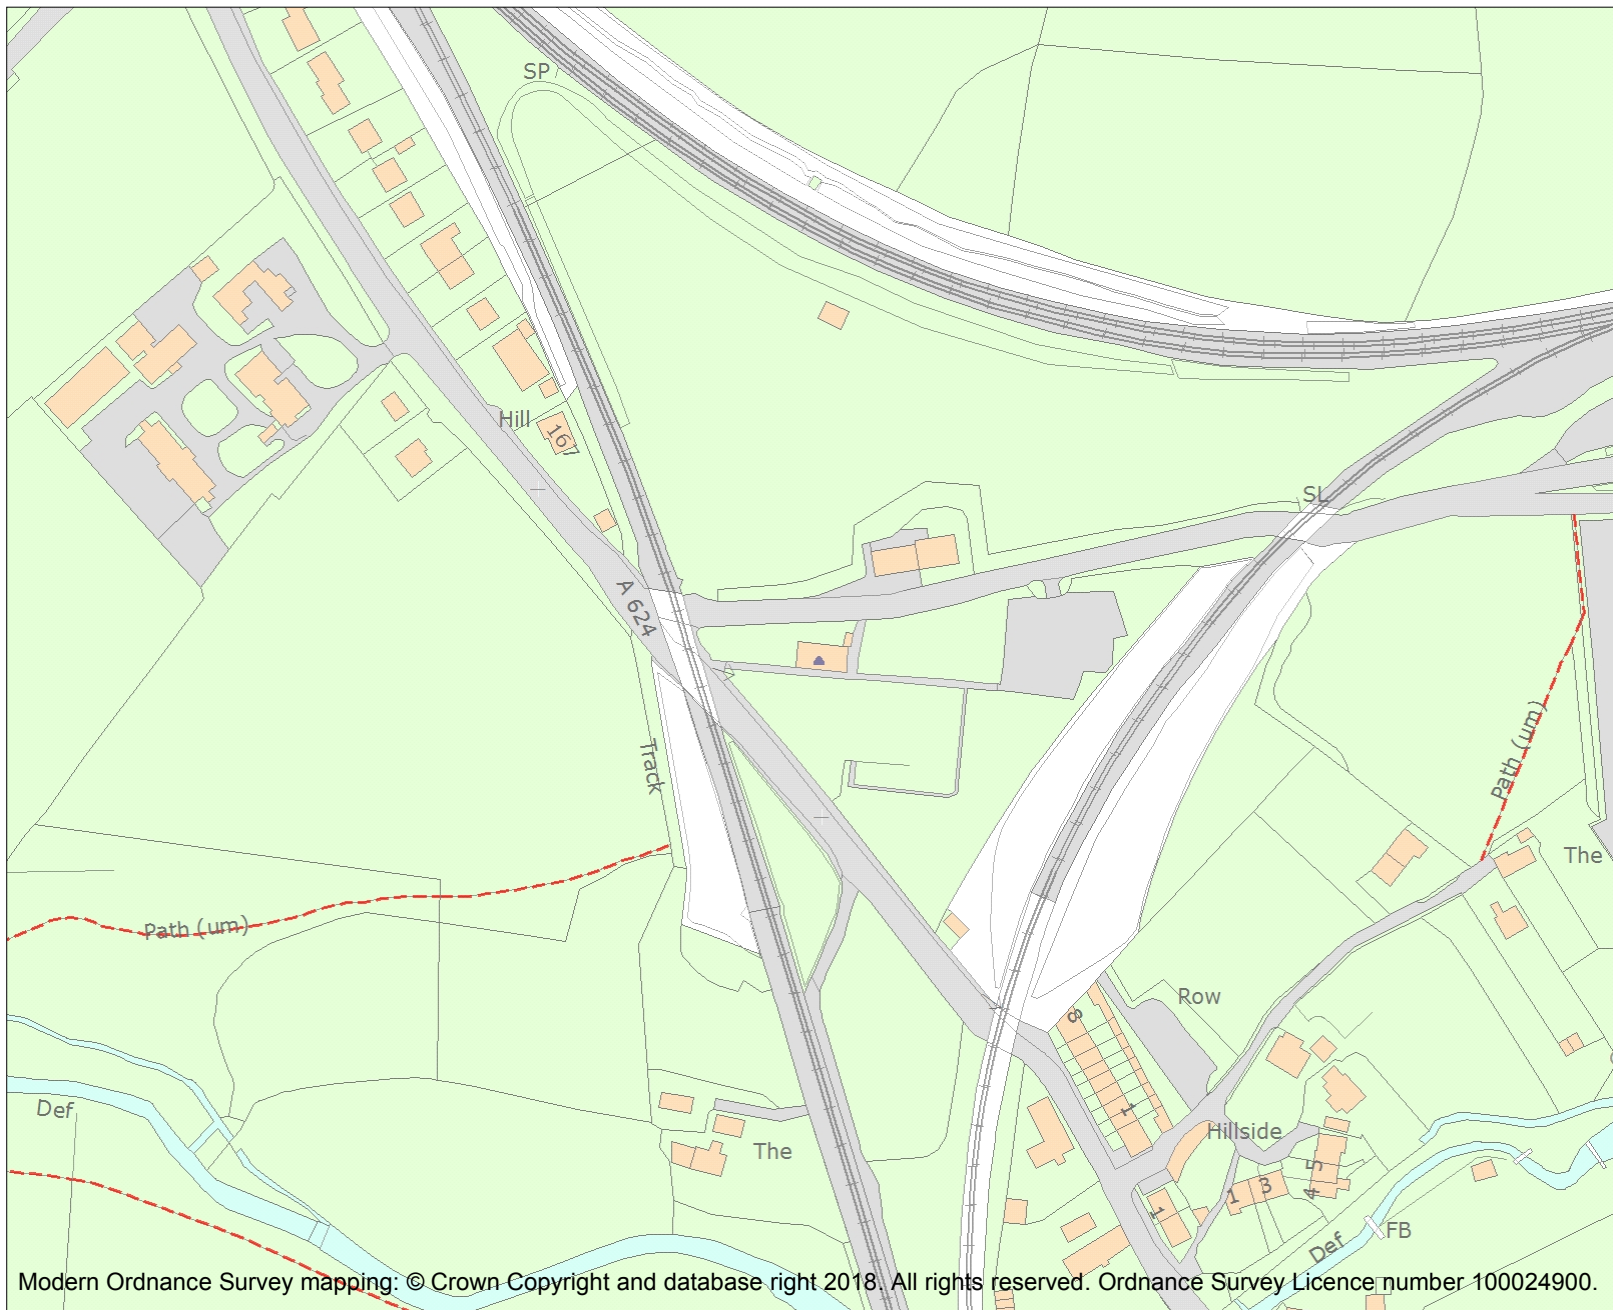 SP
Hill
167
SL
A 624
Track
Path (um)
The
Path (um)
Row
8
Def
1
Hillside
The
5
4
3
1
1
FB
Def
Modern Ordnance Survey mapping: © Crown Copyright and database right 2018. All rights reserved. Ordnance Survey Licence number 100024900.